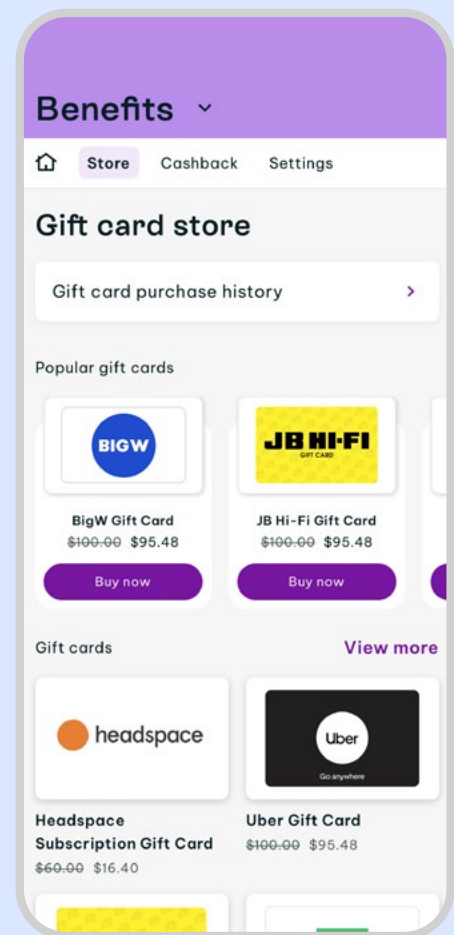 Benefits
Store Cashback Settings
Gift card store
Gift card purchase history
Popular gift cards
BIGW
JB HI-FI
GIFT CARD
BigW Gift Card
$100.00 $95.48
Buy now
JB Hi-Fi Gift Card
$100.00 $95.48
Buy now
Gift cards
View more
headspace
Uber
Go anywhere
Headspace
Subscription Gift Card
$60.00 $16.40
Uber Gift Card
$100.00 $95.48